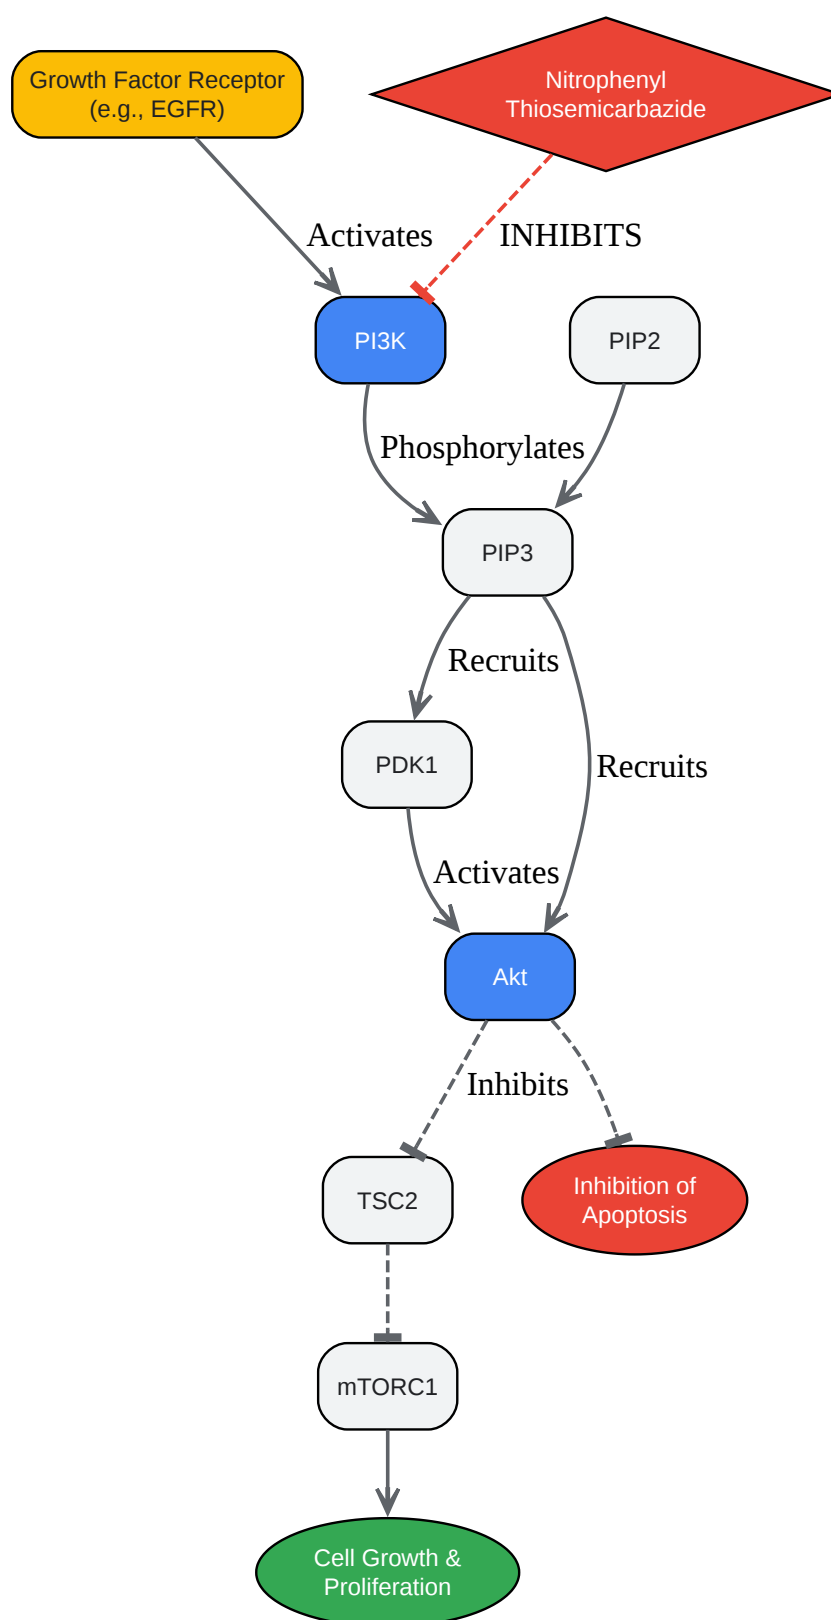 Growth Factor Receptor
(e.g., EGFR)
Nitrophenyl
Thiosemicarbazide
Activates
INHIBITS
PI3K
PIP2
Phosphorylates
PIP3
Recruits
PDK1
Recruits
Activates
Akt
Inhibits
TSC2
Inhibition of
Apoptosis
mTORC1
Cell Growth &
Proliferation